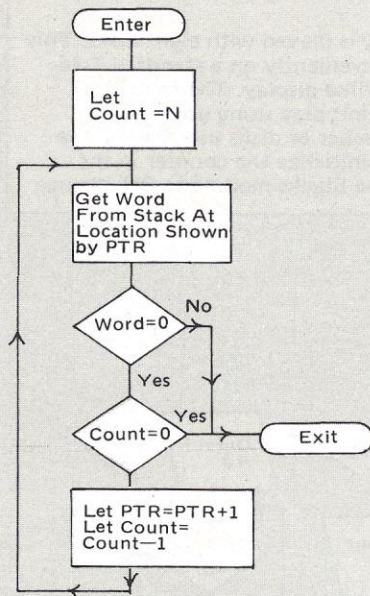 Enter
Let
Count =N
Get Word
From Stack At
Location Shown
by PTR
Word=0
No
Yes
Count=0
Yes
Exit
Let PTR=PTR+1
Let Count=
Count—1